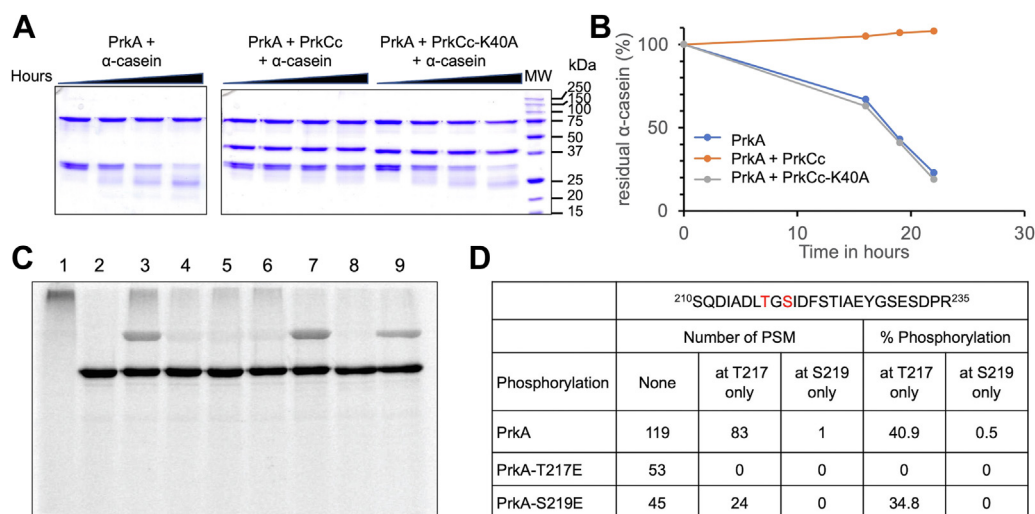 A
PrkA +
α-casein
PrkA + PrkCc
+ α-casein
PrkA + PrkCc-K40A
+ α-casein
Hours
MW
kDa
250
150
100
75
50
37
25
20
15
B
residual α-casein (%)
100
50
0
0
10
20
30
Time in hours
PrkA
PrkA + PrkCc
PrkA + PrkCc-K40A
C
1 2 3 4 5 6 7 8 9
D
²¹⁰SQDIADLTGSIDFSTIAEYGSESDPR²³⁵
Number of PSM % Phosphorylation
Phosphorylation None at T217 only at S219 only at T217 only at S219 only
PrkA 119 83 1 40.9 0.5
PrkA-T217E 53 0 0 0 0
PrkA-S219E 45 24 0 34.8 0